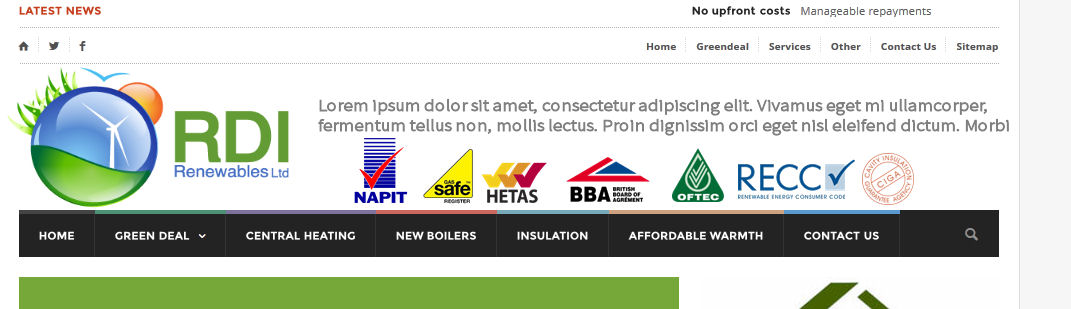 LATEST NEWS
No upfront costs Manageable repayments
Home Greendeal Services Other Contact Us Sitemap
RDI
Renewables Ltd
Lorem ipsum dolor sit amet, consectetur adipiscing elit. Vivamus eget mi ullamcorper,
fermentum tellus non, mollis lectus. Proin dignissim orci eget nisl eleifend dictum. Morbi
NAPIT
GAS
safe
REGISTER
HETAS
BBA
BRITISH
BOARD OF
AGRÉMENT
OFTEC
RECC
RENEWABLE ENERGY CONSUMER CODE
CAVITY INSULATION
CIGA
GUARANTEE AGENCY
HOME GREEN DEAL CENTRAL HEATING NEW BOILERS INSULATION AFFORDABLE WARMTH CONTACT US